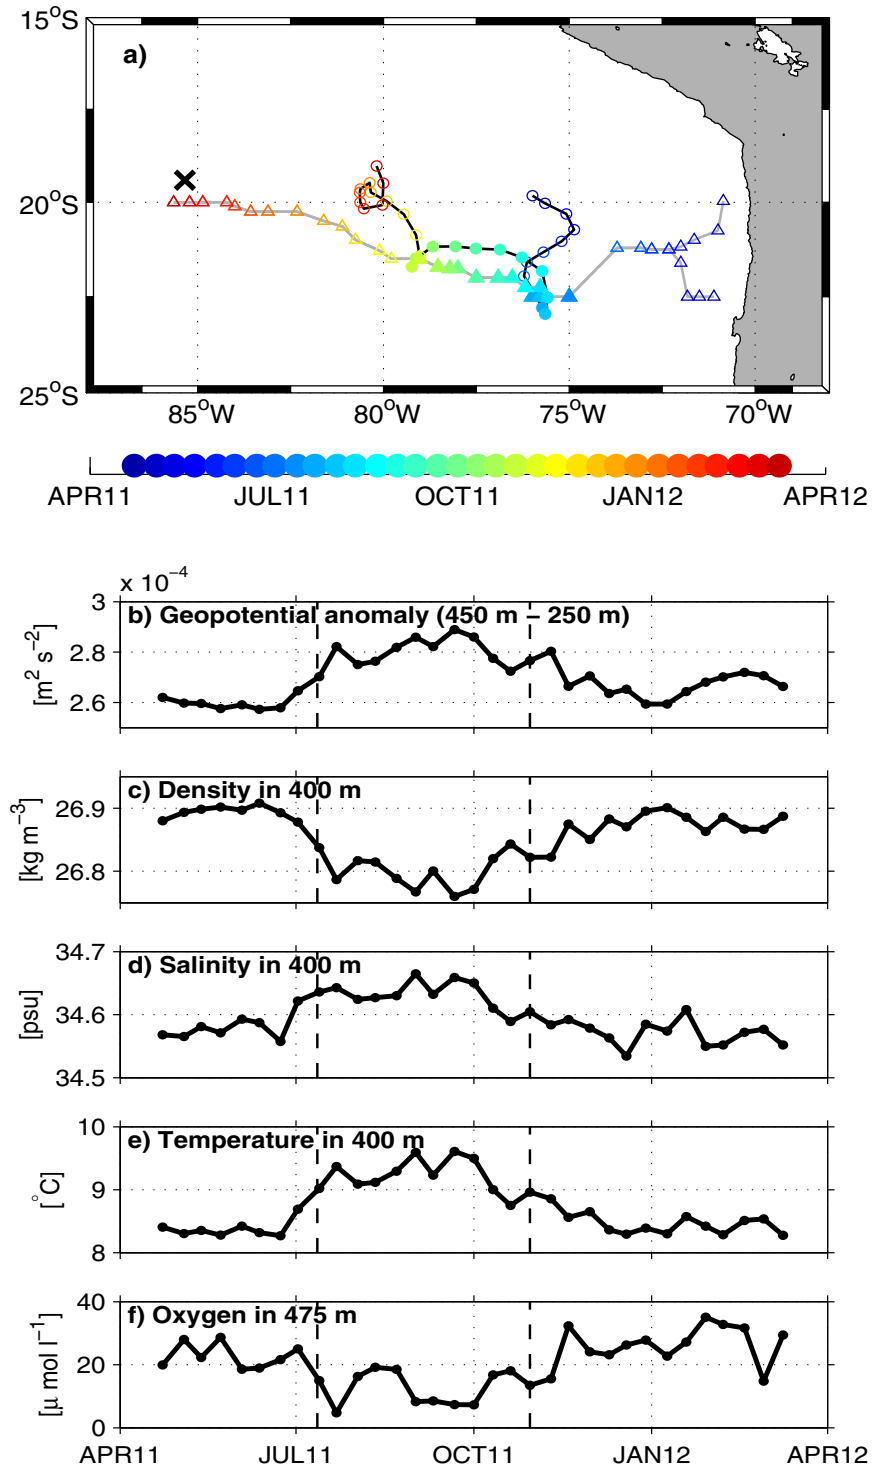 15°S
a)
20°S
25°S
85°W 80°W 75°W 70°W
APR11 JUL11 OCT11 JAN12 APR12
x 10−4
b) Geopotential anomaly (450 m − 250 m)
3
2.8
2.6
[m2 s−2]
c) Density in 400 m
26.9
26.8
[kg m−3]
d) Salinity in 400 m
34.7
34.6
34.5
[psu]
e) Temperature in 400 m
10
9
8
[°C]
f) Oxygen in 475 m
40
20
0
[μ mol l−1]
APR11 JUL11 OCT11 JAN12 APR12